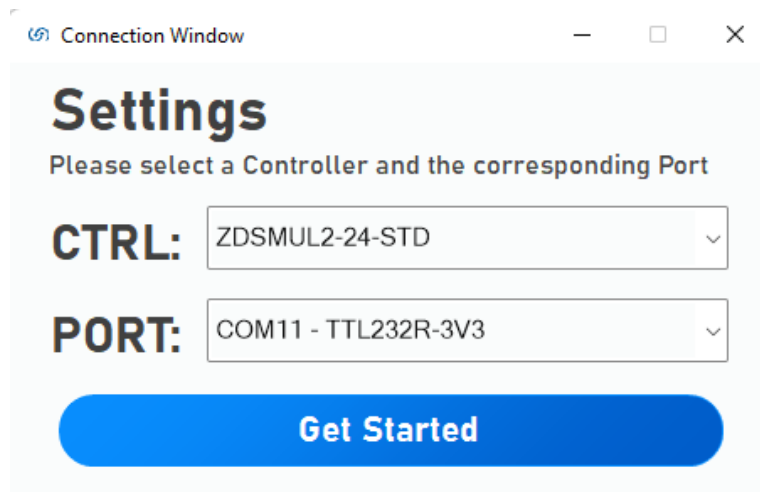 Connection Window
Settings
Please select a Controller and the corresponding Port
CTRL: ZDSMUL2-24-STD
PORT: COM11 - TTL232R-3V3
Get Started